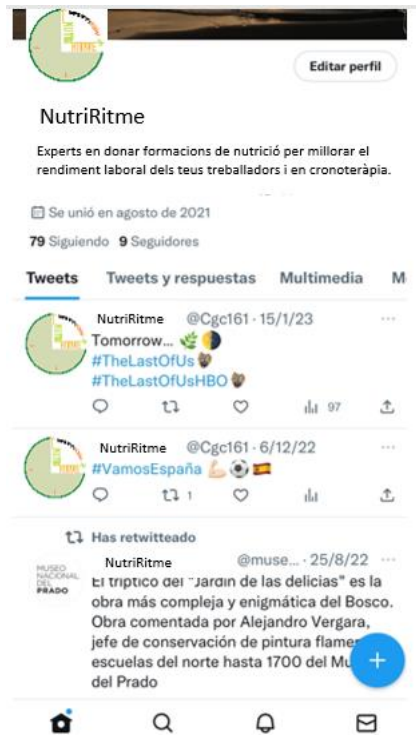 Editar perfil
NutriRitme
Experts en donar formacions de nutrició per millorar el
rendiment laboral dels teus treballadors i en cronoteràpia.
Se unió en agosto de 2021
79 Siguiendo 9 Seguidores
Tweets Tweets y respuestas Multimedia M
NutriRitme @Cgc161 · 15/1/23
Tomorrow... 🌿🌗
#TheLastOfUs
#TheLastOfUsHBO
97
NutriRitme @Cgc161 · 6/12/22
#VamosEspaña 💪🏻⚽🇪🇸
1
Has retwitteado
MUSEO
NACIONAL
DEL
PRADO
NutriRitme @muse... · 25/8/22
El tríptico del "Jardín de las delicias" es la
obra más compleja y enigmática del Bosco.
Obra comentada por Alejandro Vergara,
jefe de conservación de pintura
escuelas del norte hasta 1700 del
del Prado